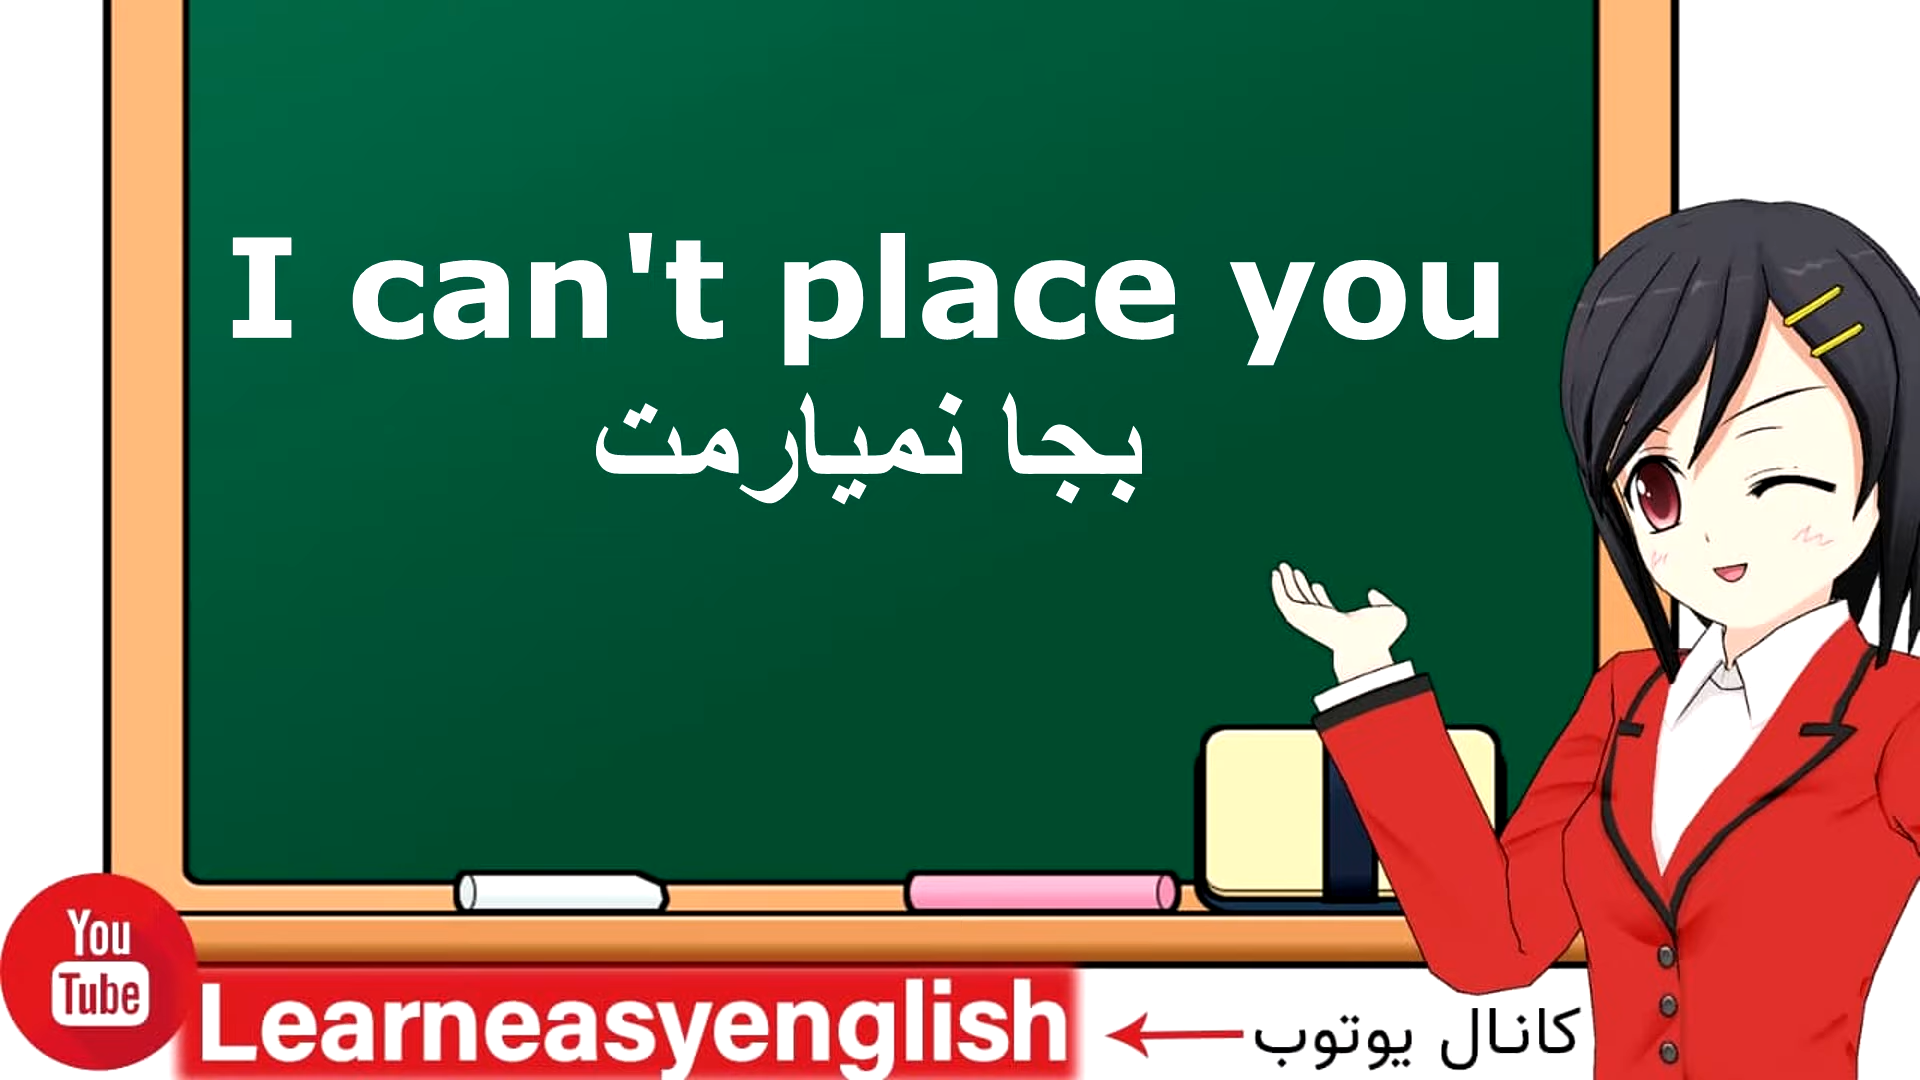 I can't place you
بجا نمیارمت
You
Tube
Learneasyenglish
کانال یوتوب